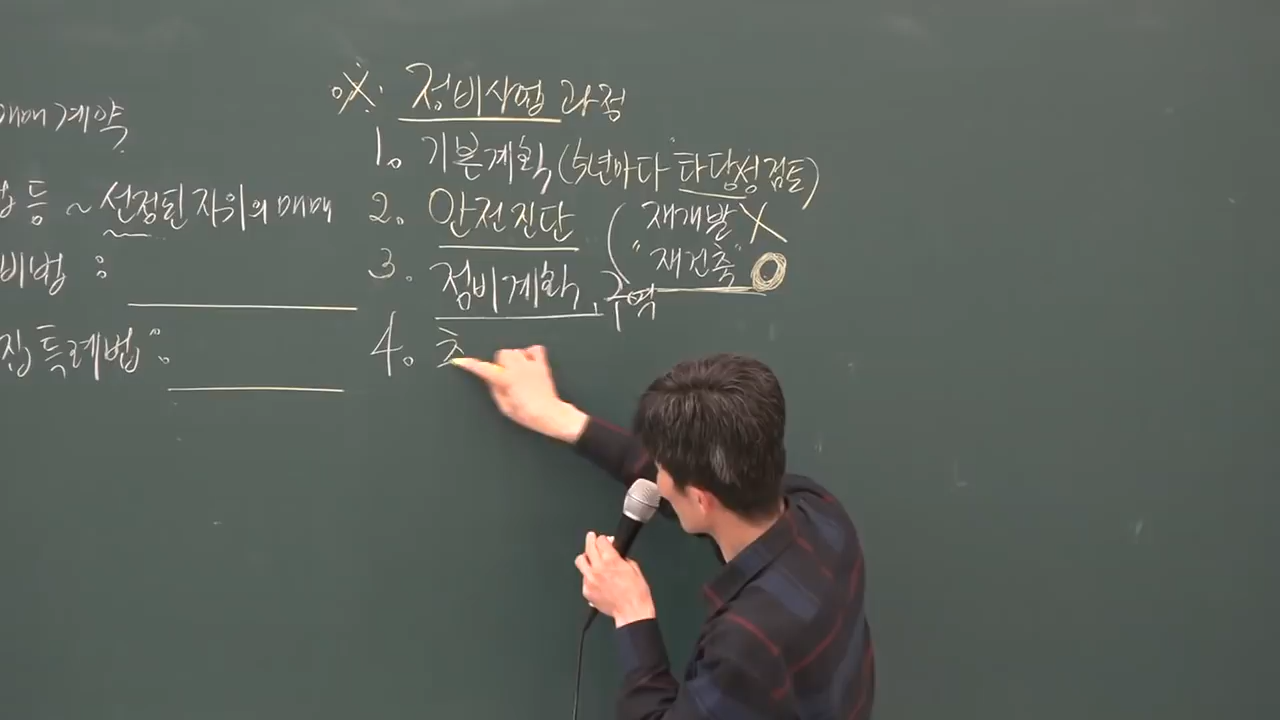 매매계약
등 ~ 선정된 자위의 매매
비법 :
집특례법".
※. 정비사업 과정
1. 기본계획 (5년마다 "타당성검토)
2. 안전진단 ( 재개발 X
"재건축" O
3. 정비계획, 구역
4. 추